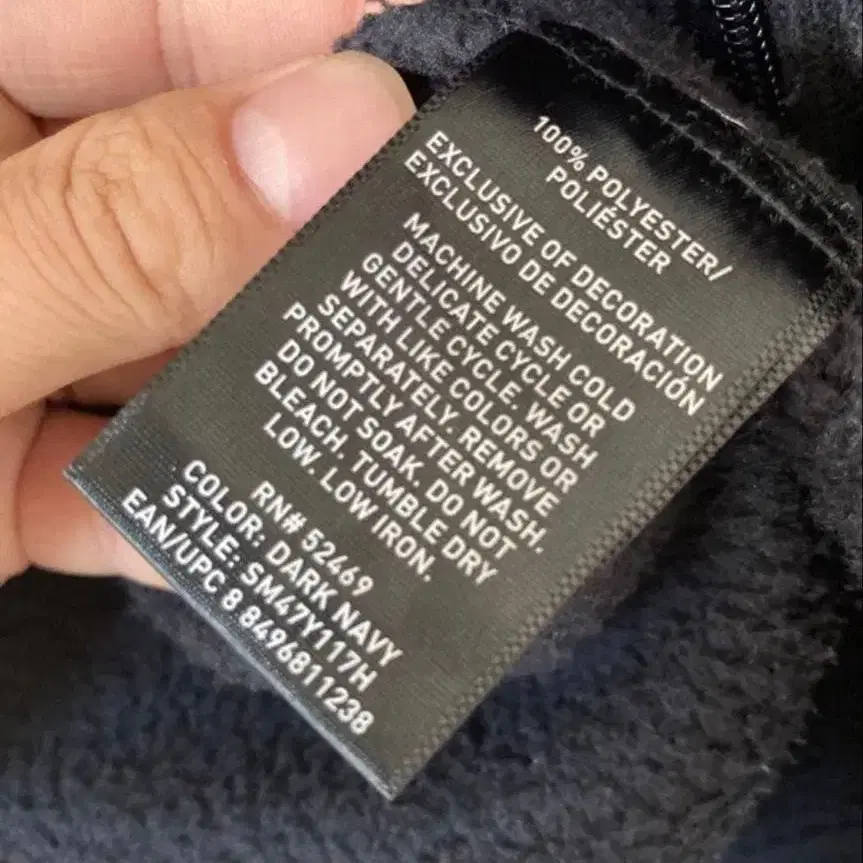 100% POLYESTER/
POLIÉSTER
EXCLUSIVE OF DECORATION
EXCLUSIVO DE DECORACIÓN
MACHINE WASH COLD
DELICATE CYCLE OR
GENTLE CYCLE. WASH
WITH LIKE COLORS OR
SEPARATELY. REMOVE
PROMPTLY AFTER WASH.
DO NOT SOAK. DO NOT
BLEACH. TUMBLE DRY
LOW. LOW IRON.
RN# 52469
COLOR: DARK NAVY
STYLE: SM47Y117H
EAN/UPC 8 8496811238